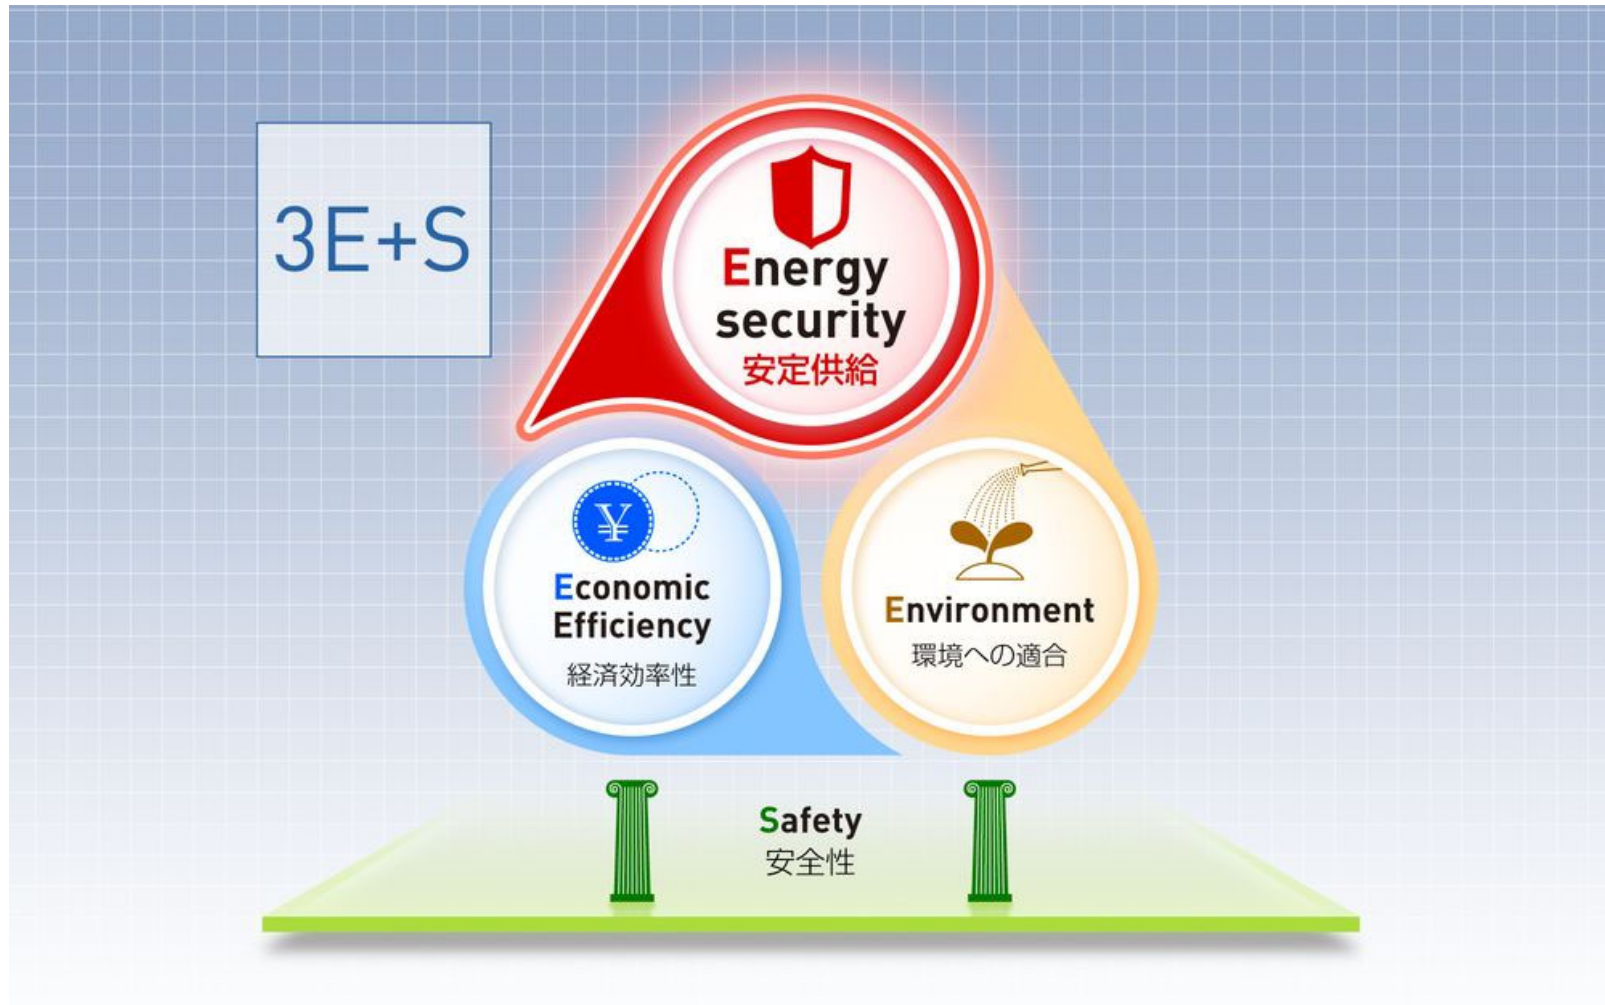 3E+S
Energy
security
安定供給
¥
Economic
Efficiency
経済効率性
Environment
環境への適合
Safety
安全性